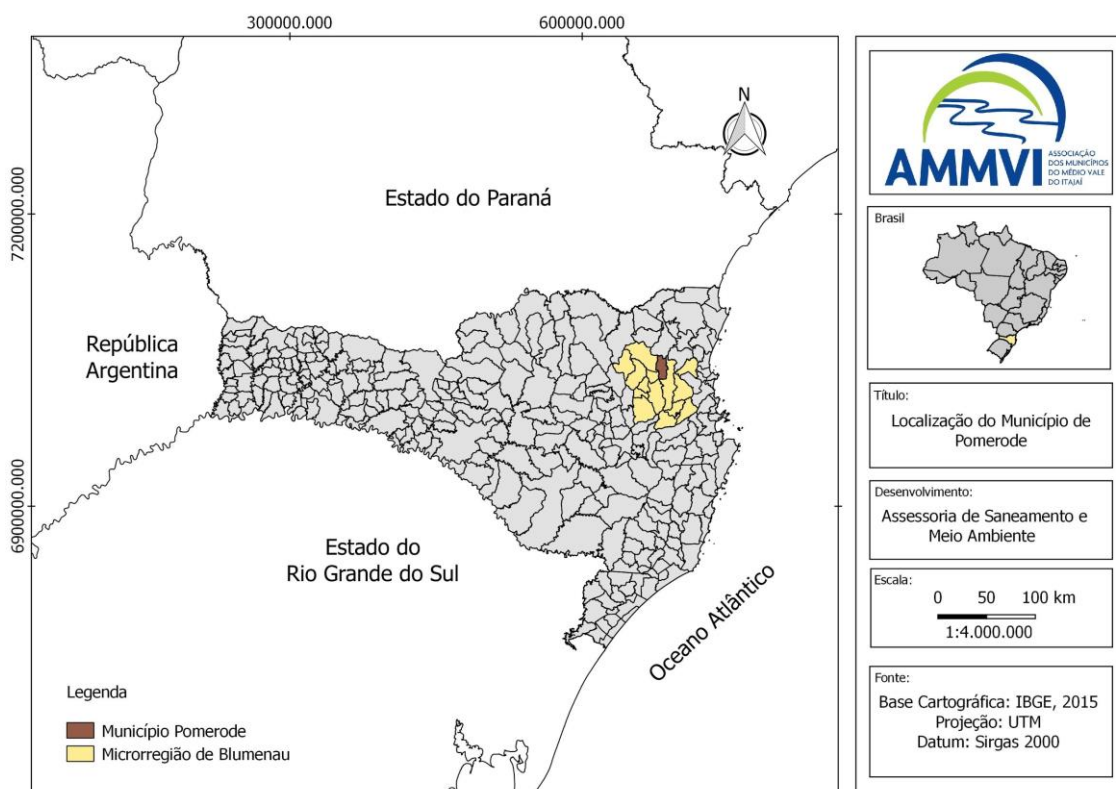 300000.000
600000.000
7200000.000
6900000.000
N
Estado do Paraná
República
Argentina
Estado do
Rio Grande do Sul
Oceano Atlântico
Legenda
Município Pomerode
Microrregião de Blumenau
AMMVI
ASSOCIAÇÃO
DOS MUNICÍPIOS
DO MÉDIO VALE
DO ITAJAÍ
Brasil
Título:
Localização do Município de
Pomerode
Desenvolvimento:
Assessoria de Saneamento e
Meio Ambiente
Escala:
0 50 100 km
1:4.000.000
Fonte:
Base Cartográfica: IBGE, 2015
Projeção: UTM
Datum: Sirgas 2000